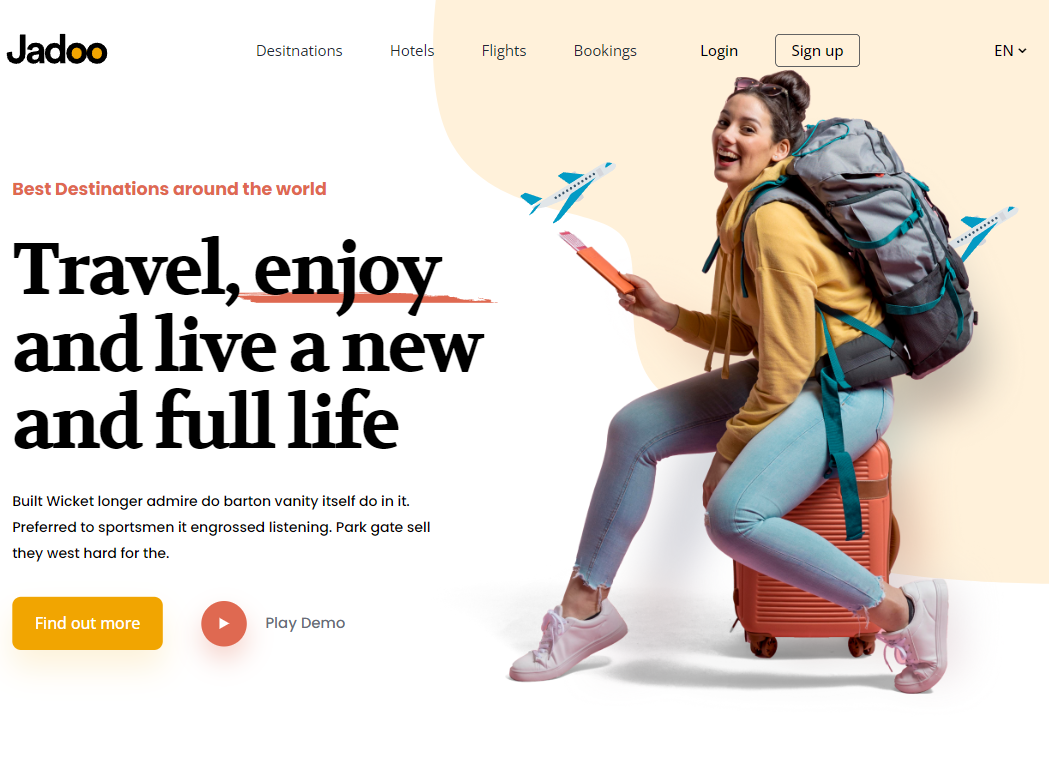 Jadoo
Desitnations Hotels Flights Bookings Login Sign up EN
Best Destinations around the world
Travel, enjoy
and live a new
and full life
Built Wicket longer admire do barton vanity itself do in it.
Preferred to sportsmen it engrossed listening. Park gate sell
they west hard for the.
Find out more Play Demo